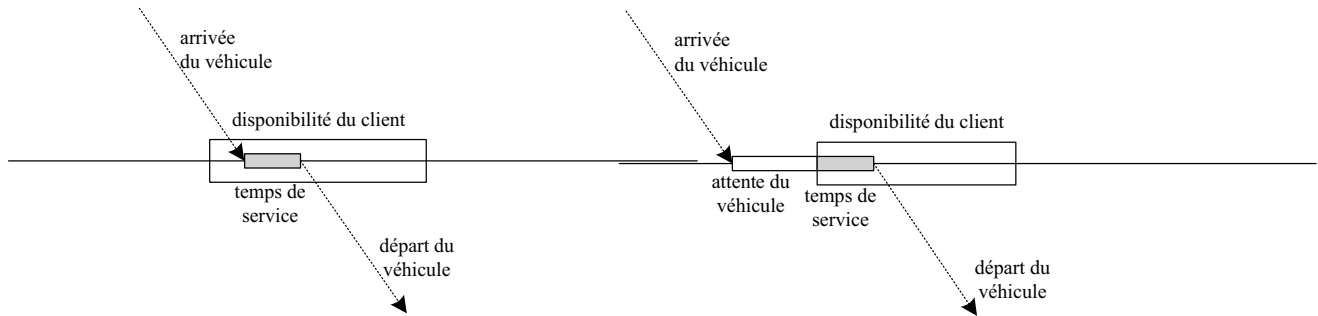 arrivée
du véhicule
disponibilité du client
temps de
service
départ du
véhicule
arrivée
du véhicule
disponibilité du client
attente du
véhicule
temps de
service
départ du
véhicule